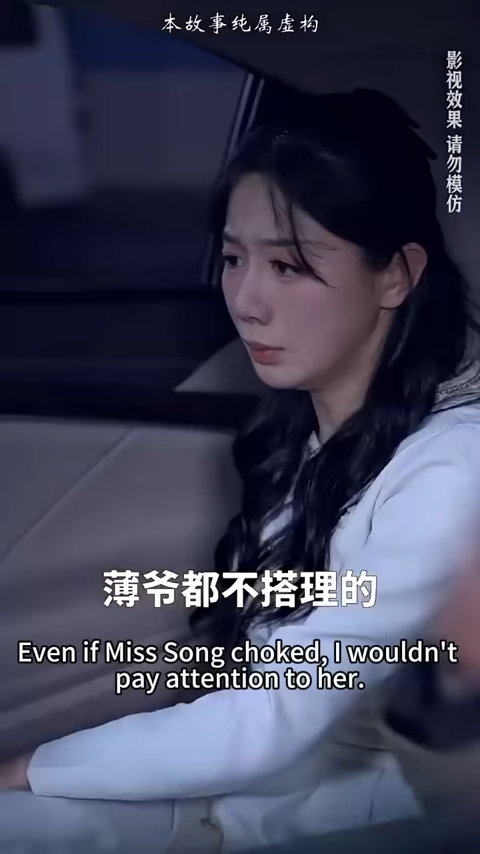 本故事纯属虚构
影视效果 请勿模仿
薄爷都不搭理的
Even if Miss Song choked, I wouldn't
pay attention to her.